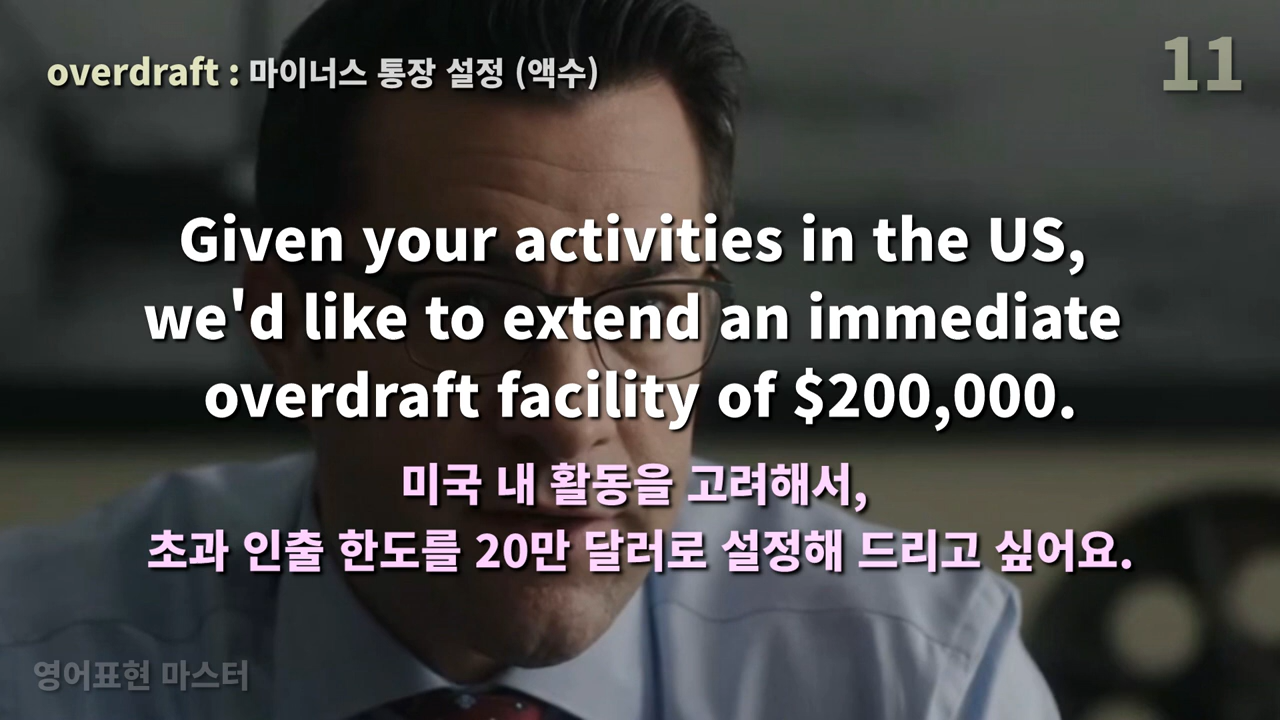 overdraft : 마이너스 통장 설정 (액수)
11
Given your activities in the US,
we'd like to extend an immediate
overdraft facility of $200,000.
미국 내 활동을 고려해서,
초과 인출 한도를 20만 달러로 설정해 드리고 싶어요.
영어표현 마스터